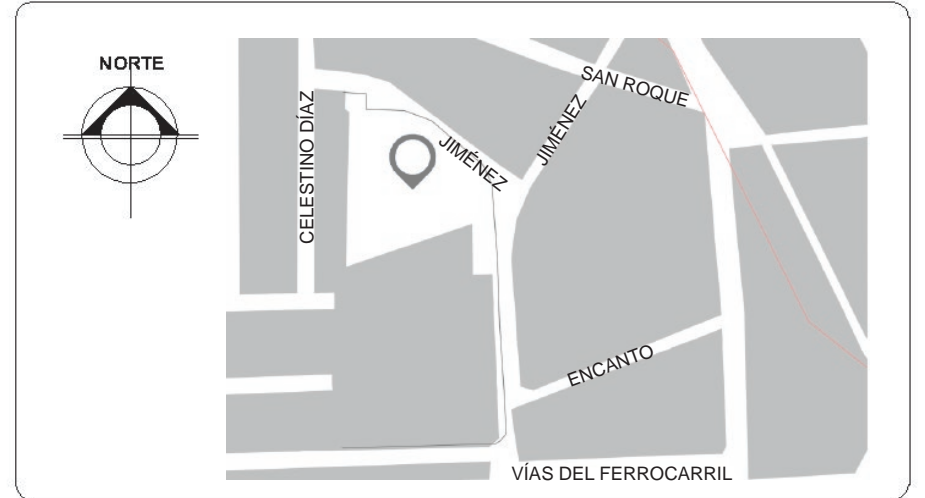 NORTE
SAN ROQUE
CELESTINO DÍAZ
JIMÉNEZ
JIMÉNEZ
ENCANTO
VÍAS DEL FERROCARRIL